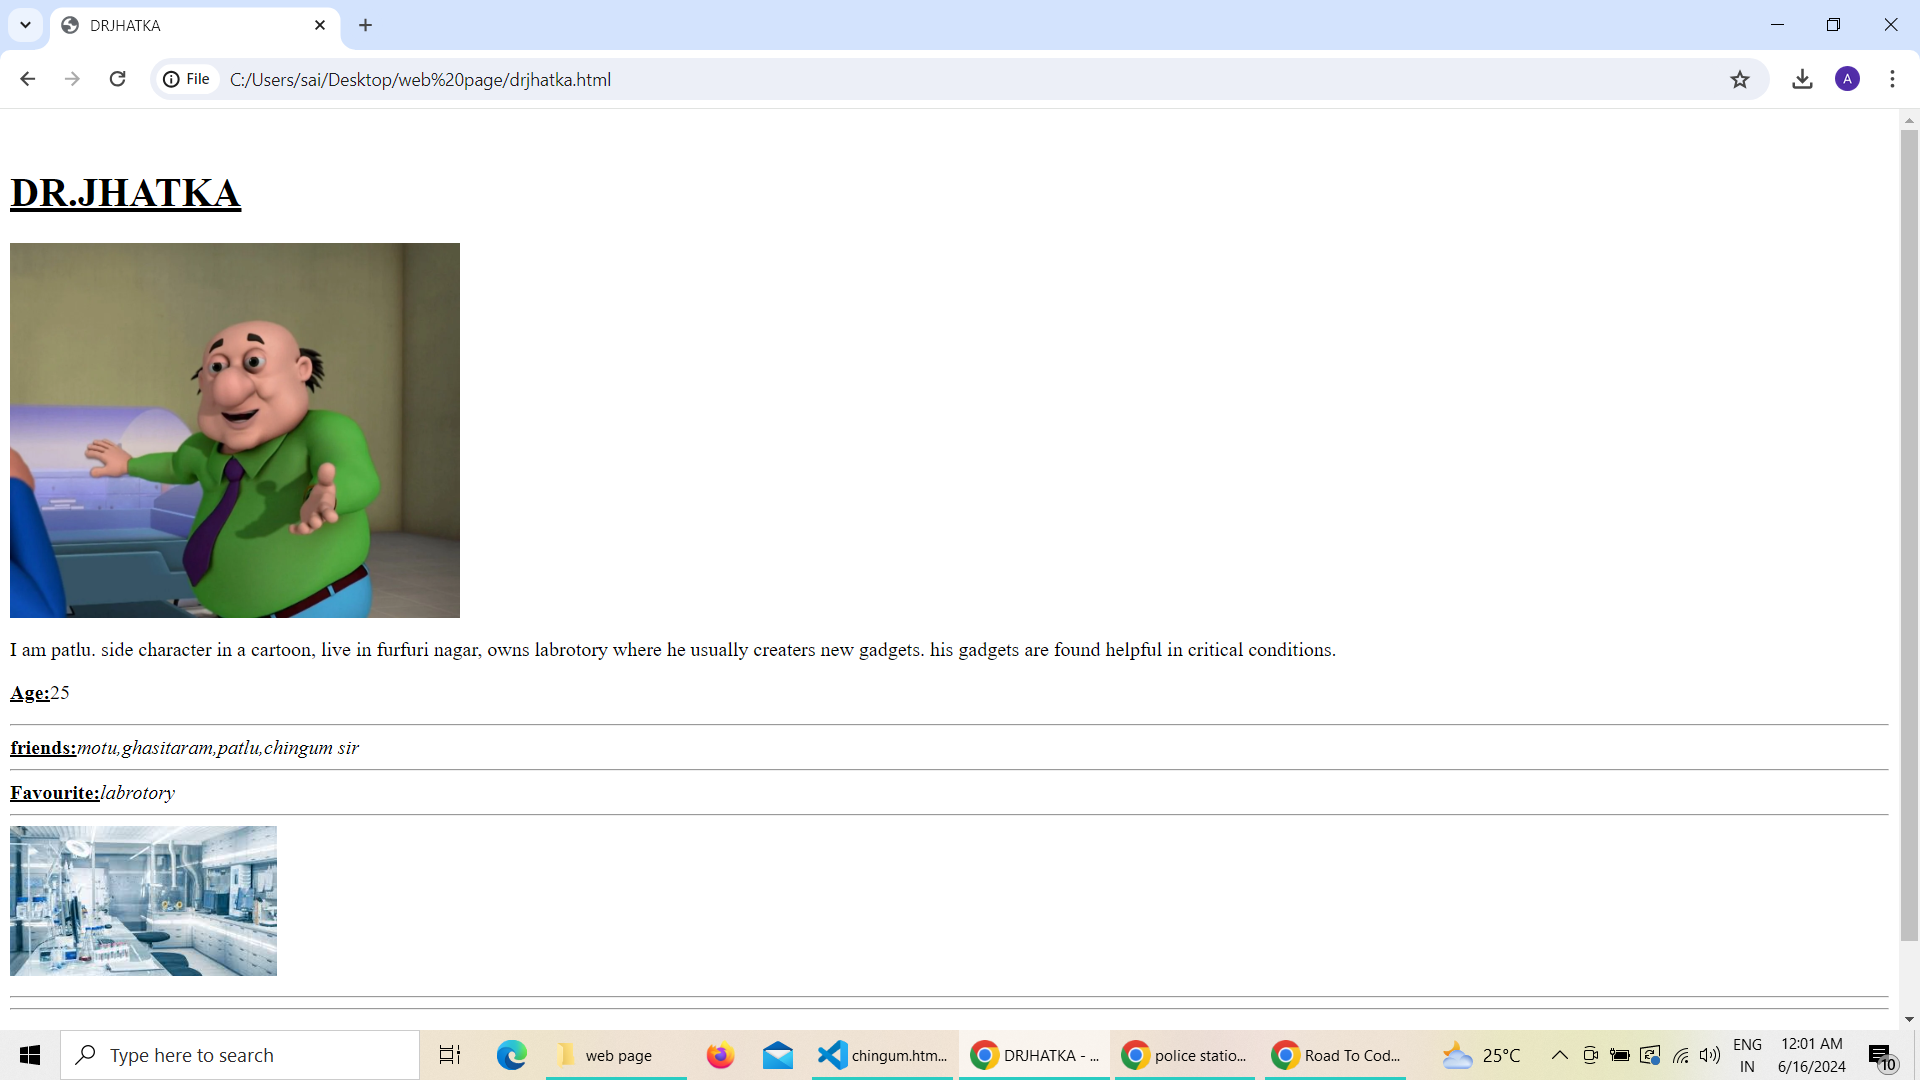 DRJHATKA
File
C:/Users/sai/Desktop/web%20page/drjhatka.html
A
DR.JHATKA
I am patlu. side character in a cartoon, live in furfuri nagar, owns labrotory where he usually creaters new gadgets. his gadgets are found helpful in critical conditions.
Age:25
friends:motu,ghasitaram,patlu,chingum sir
Favourite:labrotory
Type here to search
web page
chingum.htm...
DRJHATKA - ...
police statio...
Road To Cod...
25°C
ENG
IN
12:01 AM
6/16/2024
10